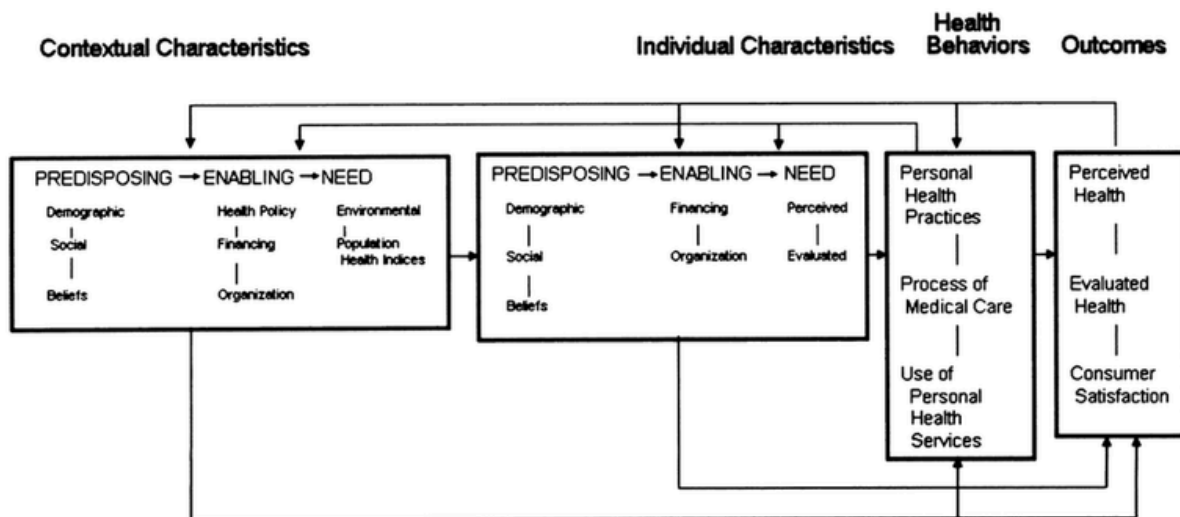 Contextual Characteristics
Individual Characteristics
Health
Behaviors
Outcomes
PREDISPOSING
ENABLING
NEED
Demographic
Social
Beliefs
Health Policy
Financing
Organization
Environmental
Population
Health Indices
PREDISPOSING
ENABLING
NEED
Demographic
Social
Beliefs
Financing
Organization
Perceived
Evaluated
Personal
Health
Practices
Process of
Medical Care
Use of
Personal
Health
Services
Perceived
Health
Evaluated
Health
Consumer
Satisfaction